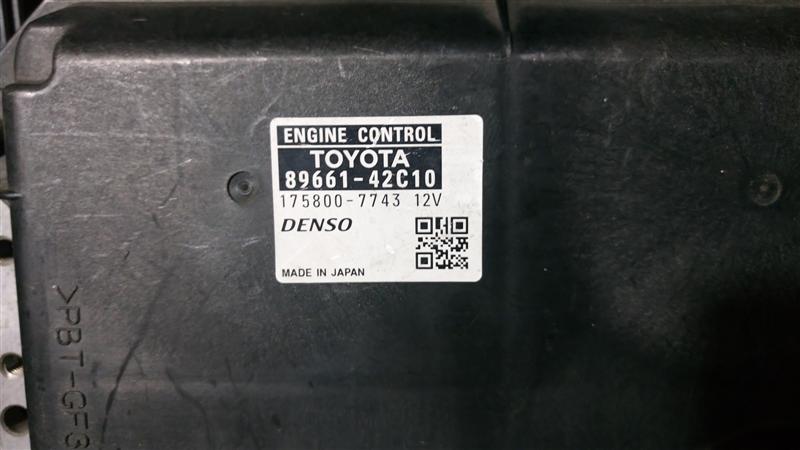 ENGINE CONTROL
TOYOTA
89661-42C10
175800-7743 12V
DENSO
MADE IN JAPAN
>PBT-GF3